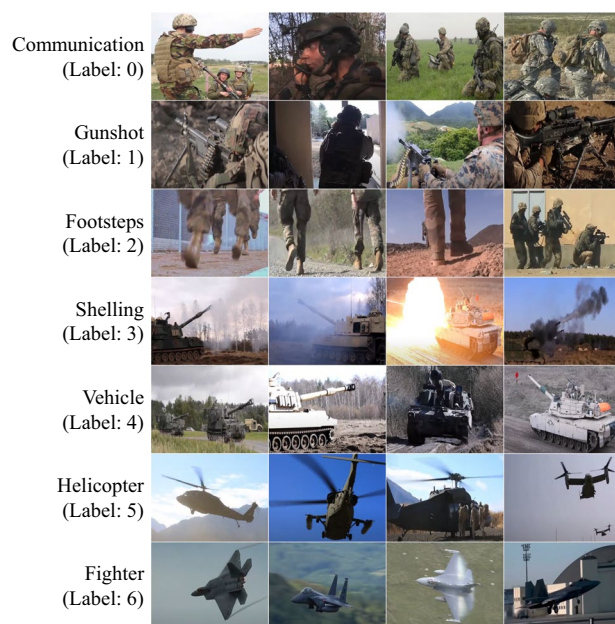 Communication
(Label: 0)
Gunshot
(Label: 1)
Footsteps
(Label: 2)
Shelling
(Label: 3)
Vehicle
(Label: 4)
Helicopter
(Label: 5)
Fighter
(Label: 6)